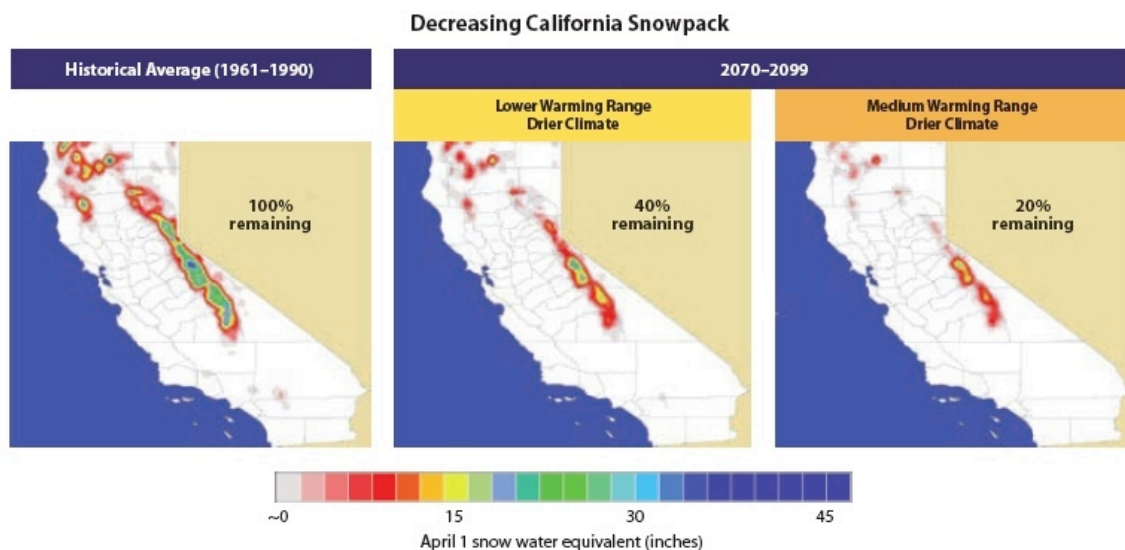 Decreasing California Snowpack
Historical Average (1961–1990)
2070–2099
Lower Warming Range
Drier Climate
Medium Warming Range
Drier Climate
100%
remaining
40%
remaining
20%
remaining
~0
15
30
45
April 1 snow water equivalent (inches)